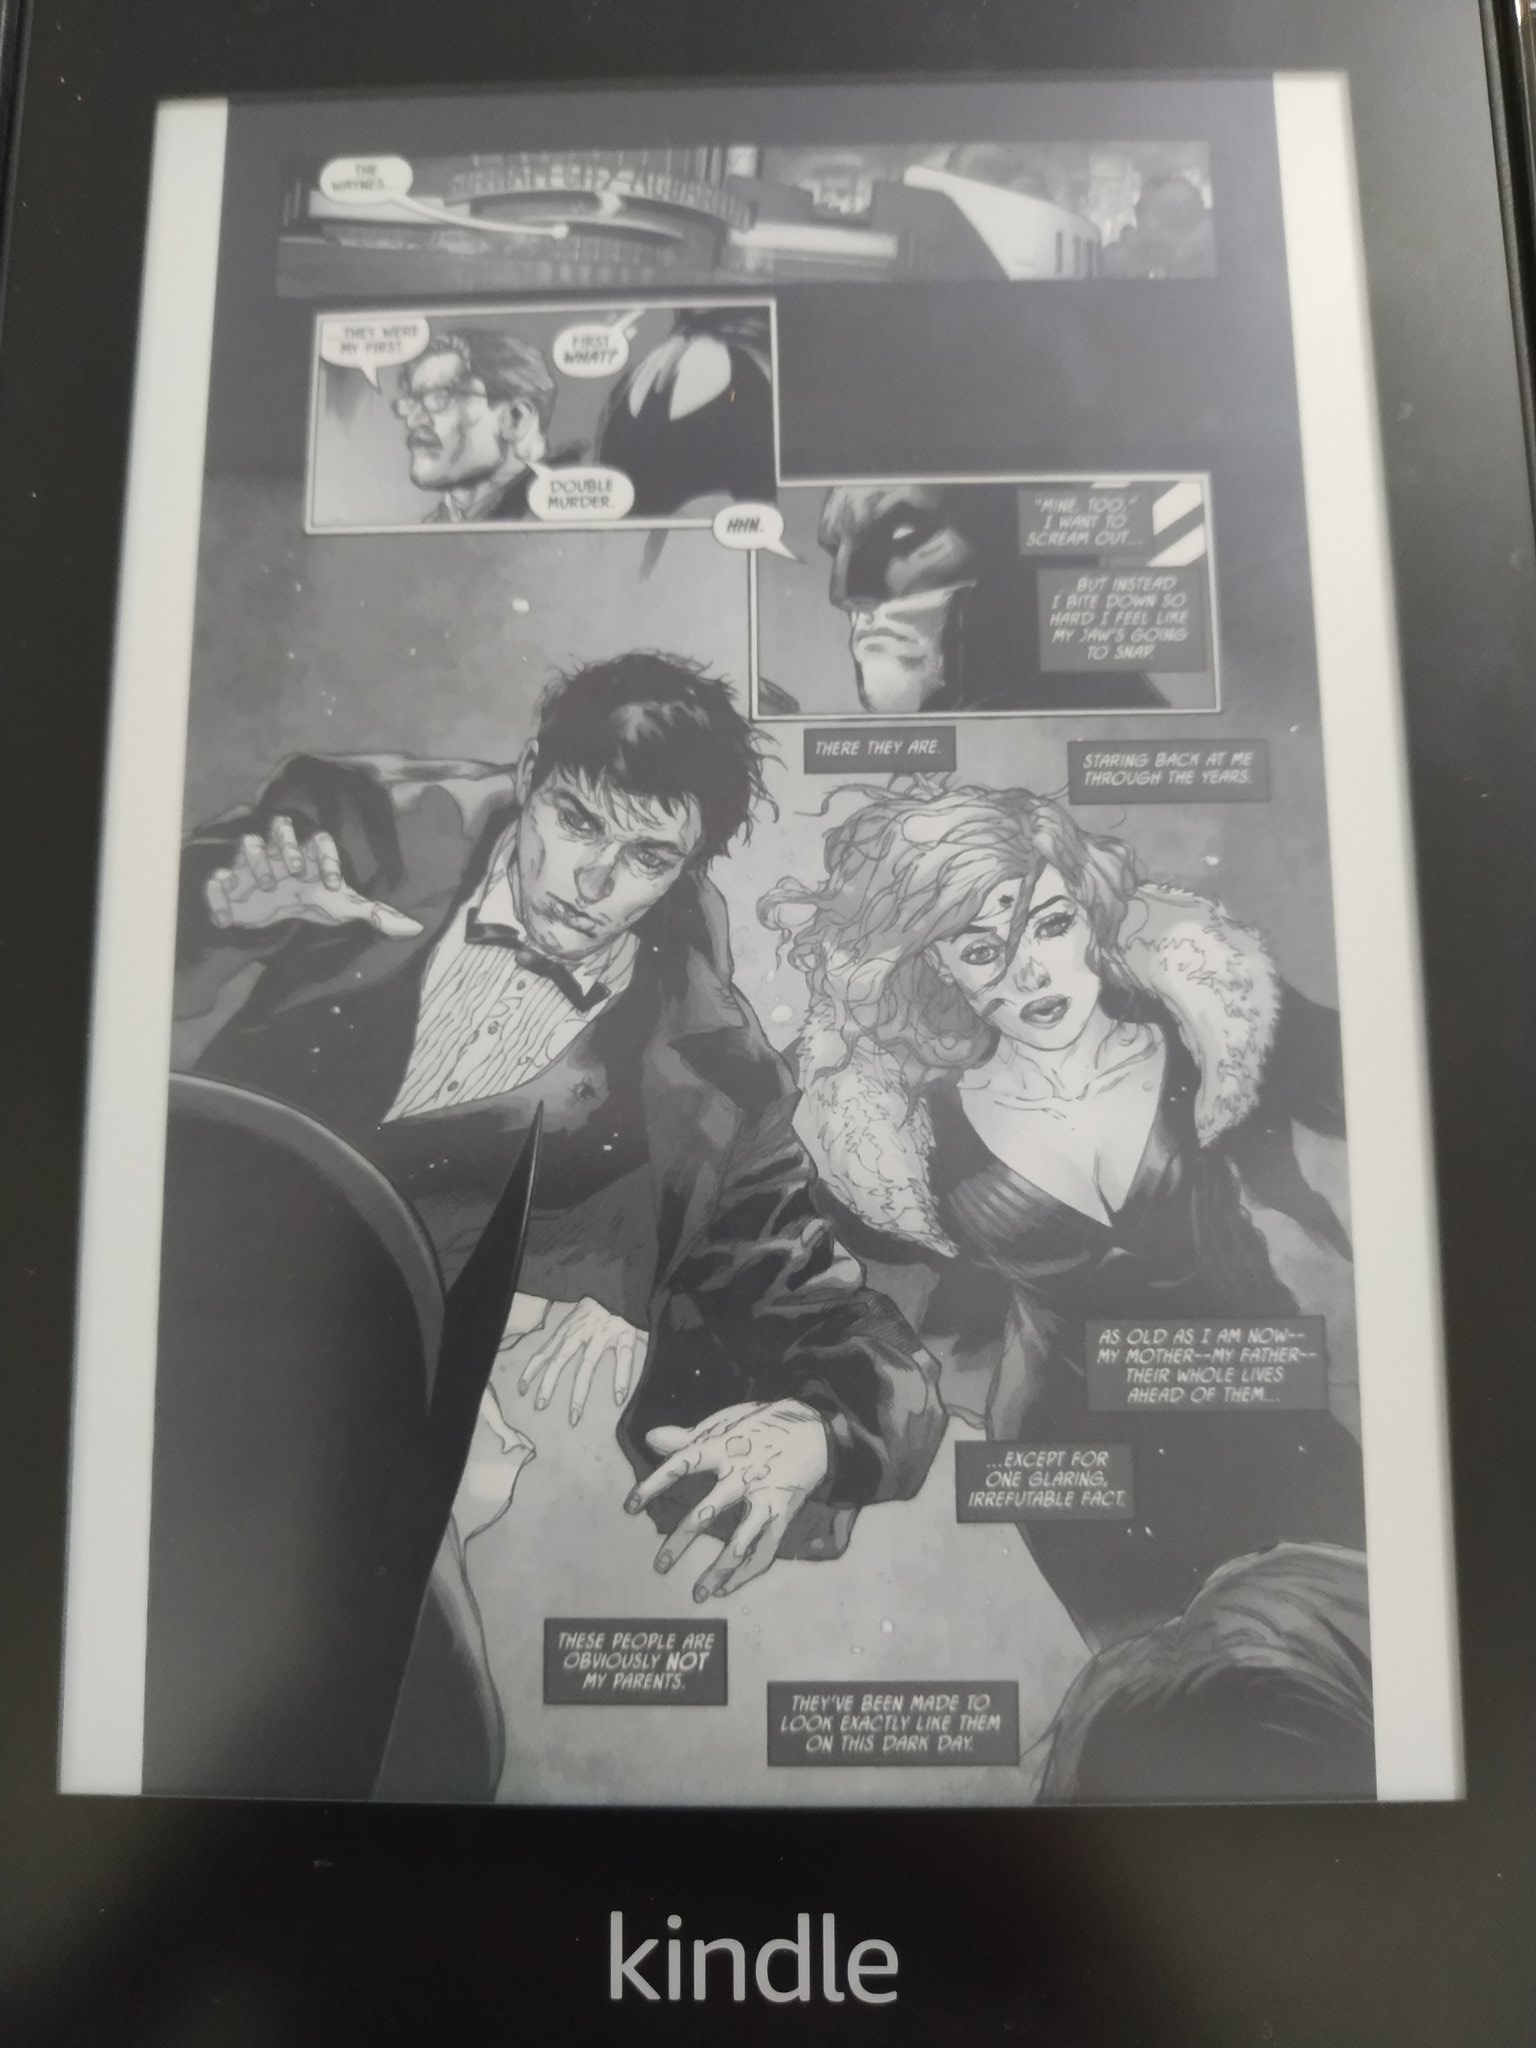 THE
WAYNES...
GOTHAM CITY AQUARIUM
...THEY WERE
MY FIRST.
FIRST
WHAT?
DOUBLE
MURDER.
HHN.
"MINE, TOO,"
I WANT TO
SCREAM OUT...
...BUT INSTEAD
I BITE DOWN SO
HARD I FEEL LIKE
MY JAW'S GOING
TO SNAP.
THERE THEY ARE.
STARING BACK AT ME
THROUGH THE YEARS.
AS OLD AS I AM NOW--
MY MOTHER--MY FATHER--
THEIR WHOLE LIVES
AHEAD OF THEM...
...EXCEPT FOR
ONE GLARING,
IRREFUTABLE FACT.
THESE PEOPLE ARE
OBVIOUSLY NOT
MY PARENTS.
THEY'VE BEEN MADE TO
LOOK EXACTLY LIKE THEM
ON THIS DARK DAY.
kindle